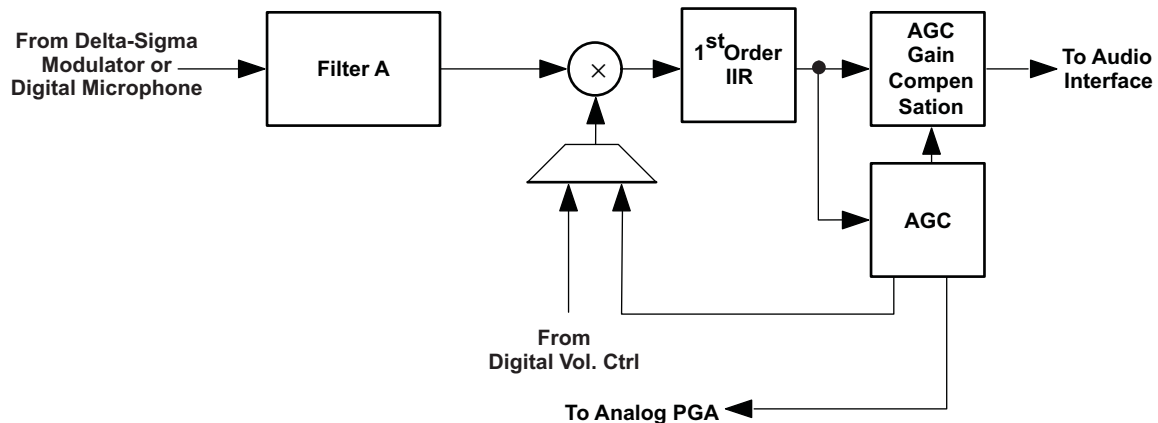 From Delta-Sigma
Modulator or
Digital Microphone
Filter A
×
1st Order
IIR
AGC
Gain
Compen
Sation
To Audio
Interface
AGC
From
Digital Vol. Ctrl
To Analog PGA